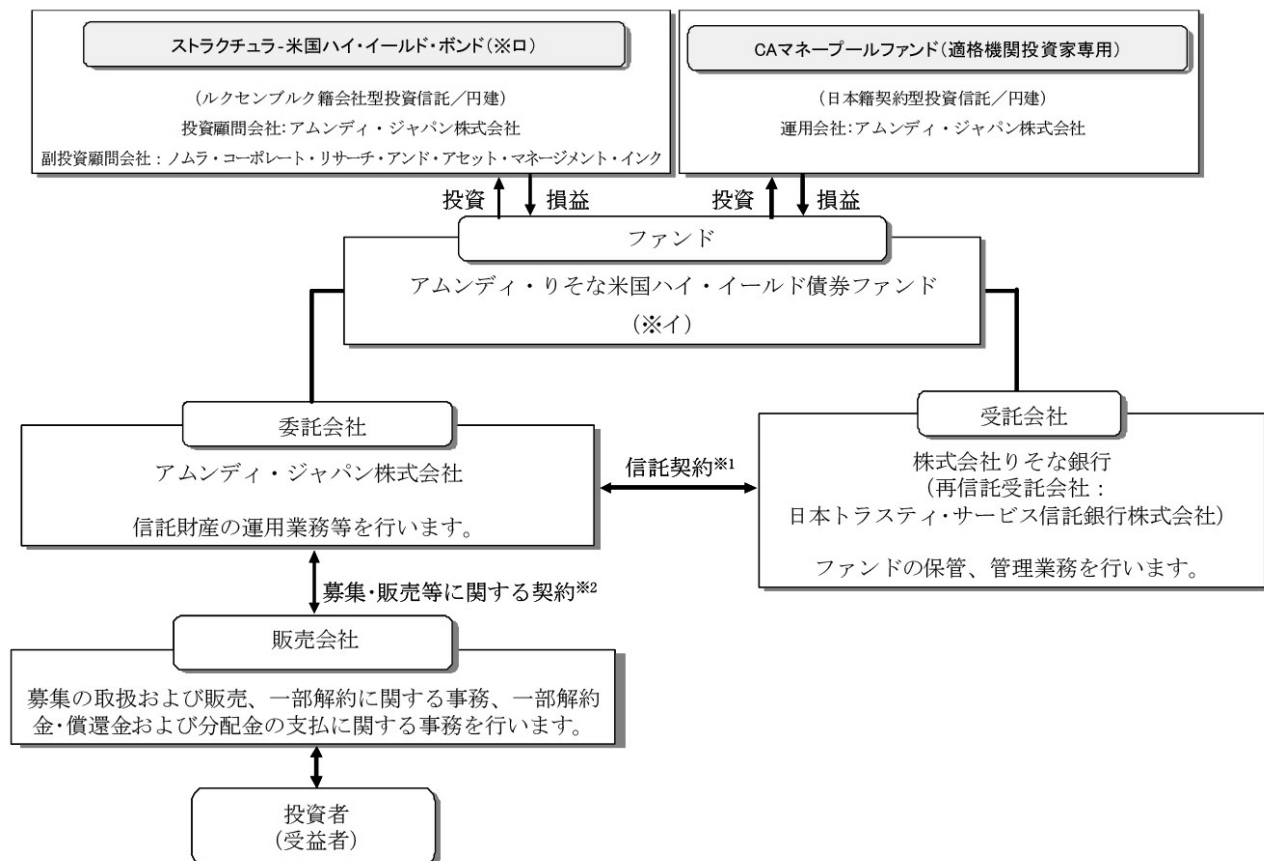 ストラクチュラ-米国ハイ・イールド・ボンド(※ロ)
(ルクセンブルク籍会社型投資信託／円建)
投資顧問会社:アムンディ・ジャパン株式会社
副投資顧問会社：ノムラ・コーポレート・リサーチ・アンド・アセット・マネージメント・インク
CAマネープールファンド(適格機関投資家専用)
(日本籍契約型投資信託／円建)
運用会社:アムンディ・ジャパン株式会社
投資
損益
投資
損益
ファンド
アムンディ・りそな米国ハイ・イールド債券ファンド
(※イ)
委託会社
アムンディ・ジャパン株式会社
信託財産の運用業務等を行います。
信託契約※1
受託会社
株式会社りそな銀行
(再信託受託会社：
日本トラスティ・サービス信託銀行株式会社)
ファンドの保管、管理業務を行います。
募集・販売等に関する契約※2
販売会社
募集の取扱および販売、一部解約に関する事務、一部解約
金・償還金および分配金の支払に関する事務を行います。
投資者
(受益者)